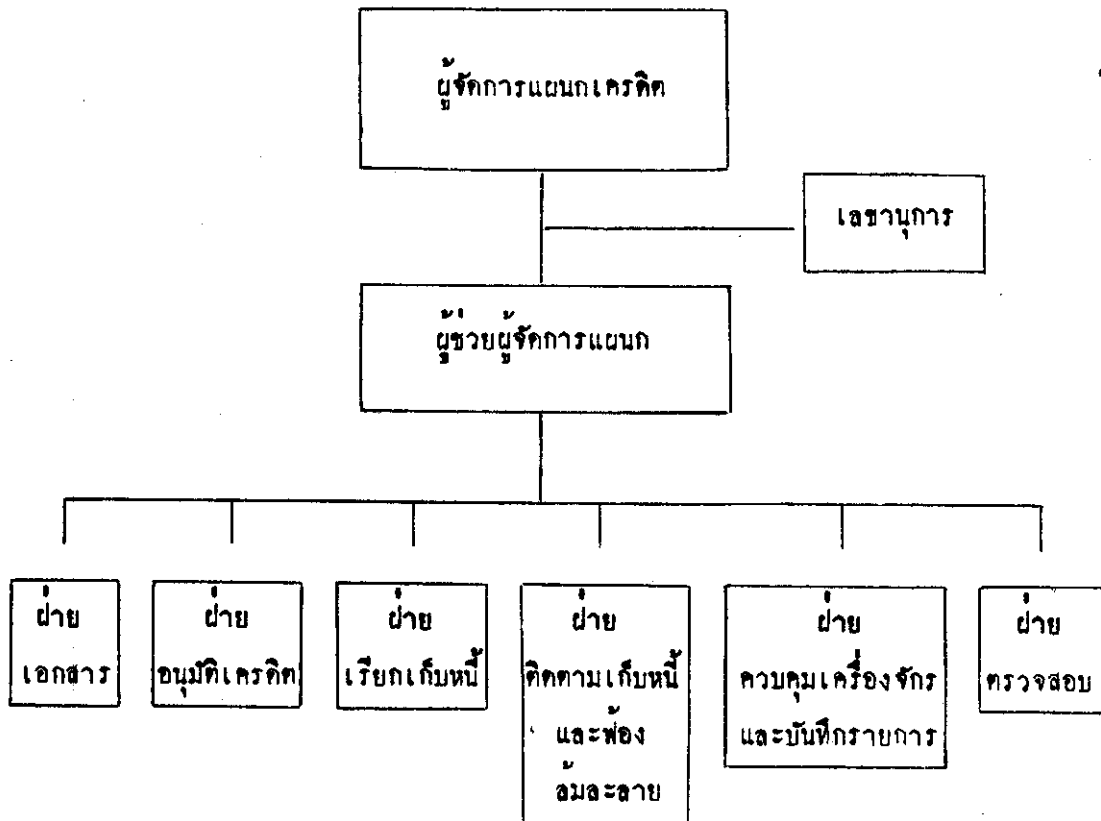 ผู้จัดการแผนกเครดิต
เลขานุการ
ผู้ช่วยผู้จัดการแผนก
ฝ่าย
เอกสาร
ฝ่าย
อนุมัติเครดิต
ฝ่าย
เรียกเก็บหนี้
ฝ่าย
ติดตามเก็บหนี้
และฟ้อง
ล้มละลาย
ฝ่าย
ควบคุมเครื่องจักร
และบันทึกรายการ
ฝ่าย
ตรวจสอบ